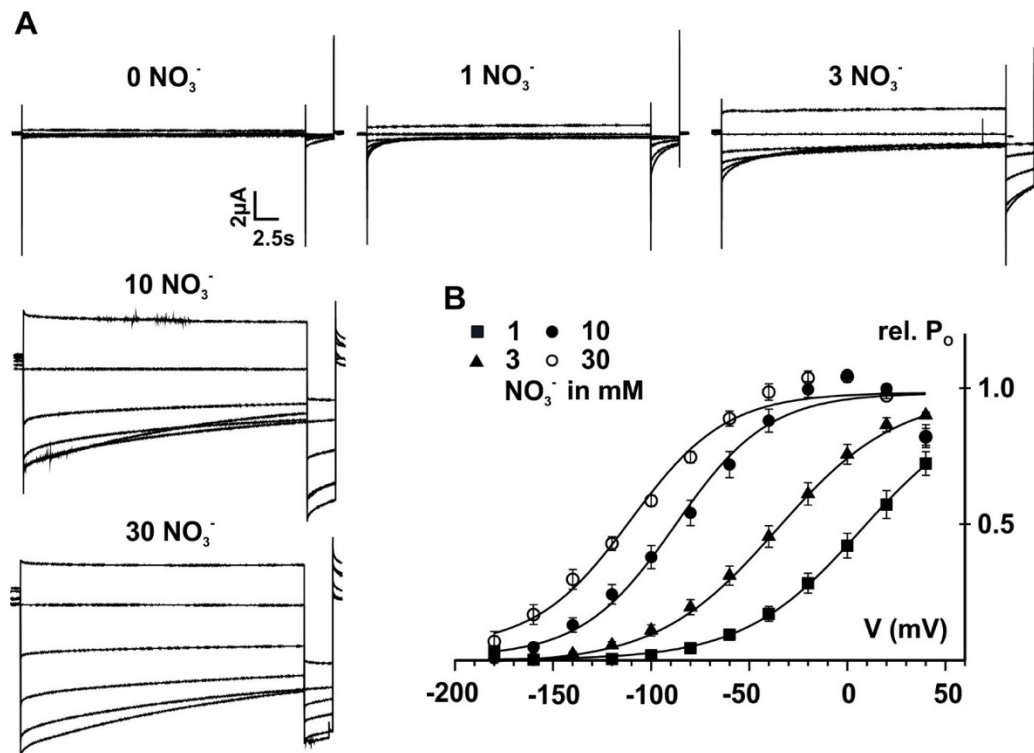 A
0 NO₃⁻
1 NO₃⁻
3 NO₃⁻
2µA
2.5s
10 NO₃⁻
30 NO₃⁻
B
■ 1 ● 10
▲ 3 ○ 30
NO₃⁻ in mM
rel. Pₒ
1.0
0.5
V (mV)
-200 -150 -100 -50 0 50